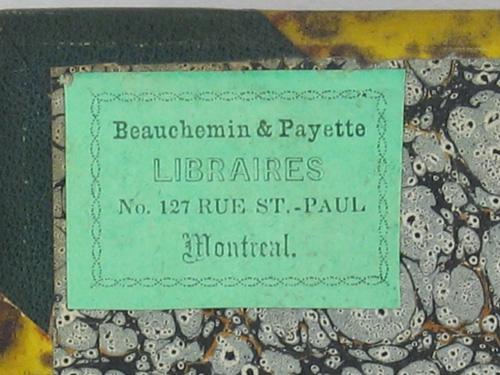 Beauchemin & Payette
LIBRAIRES
No. 127 RUE ST.-PAUL
Montreal.